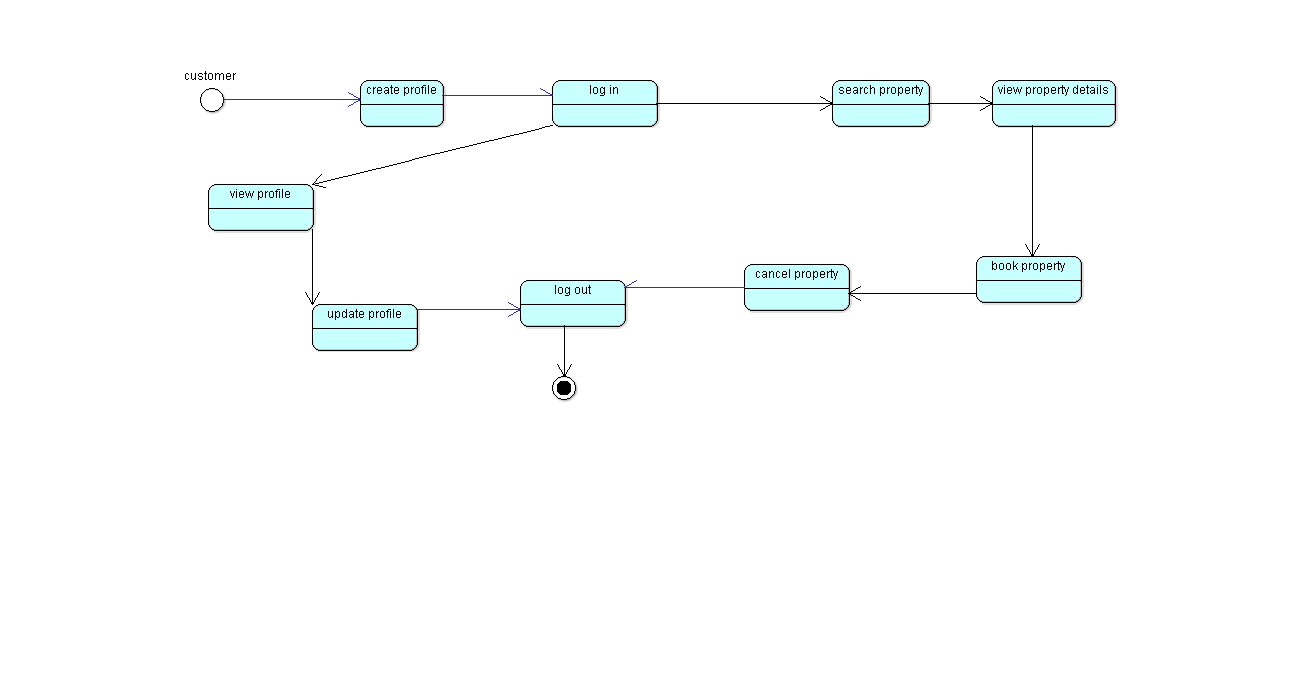 customer
create profile
log in
search property
view property details
view profile
book property
cancel property
log out
update profile